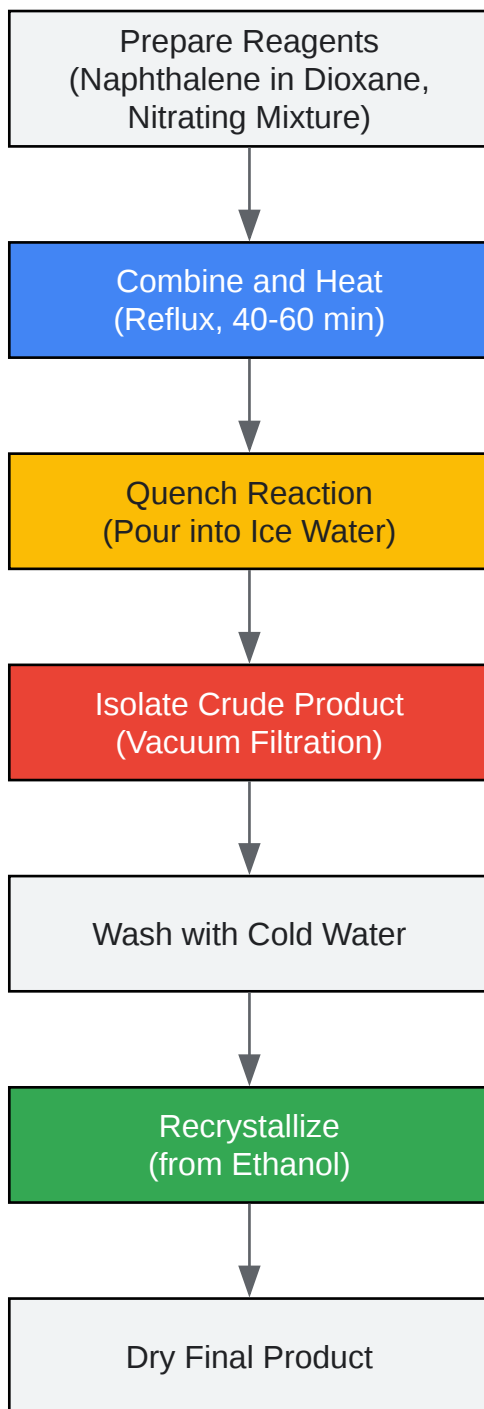 Prepare Reagents
(Naphthalene in Dioxane,
Nitrating Mixture)
Combine and Heat
(Reflux, 40-60 min)
Quench Reaction
(Pour into Ice Water)
Isolate Crude Product
(Vacuum Filtration)
Wash with Cold Water
Recrystallize
(from Ethanol)
Dry Final Product